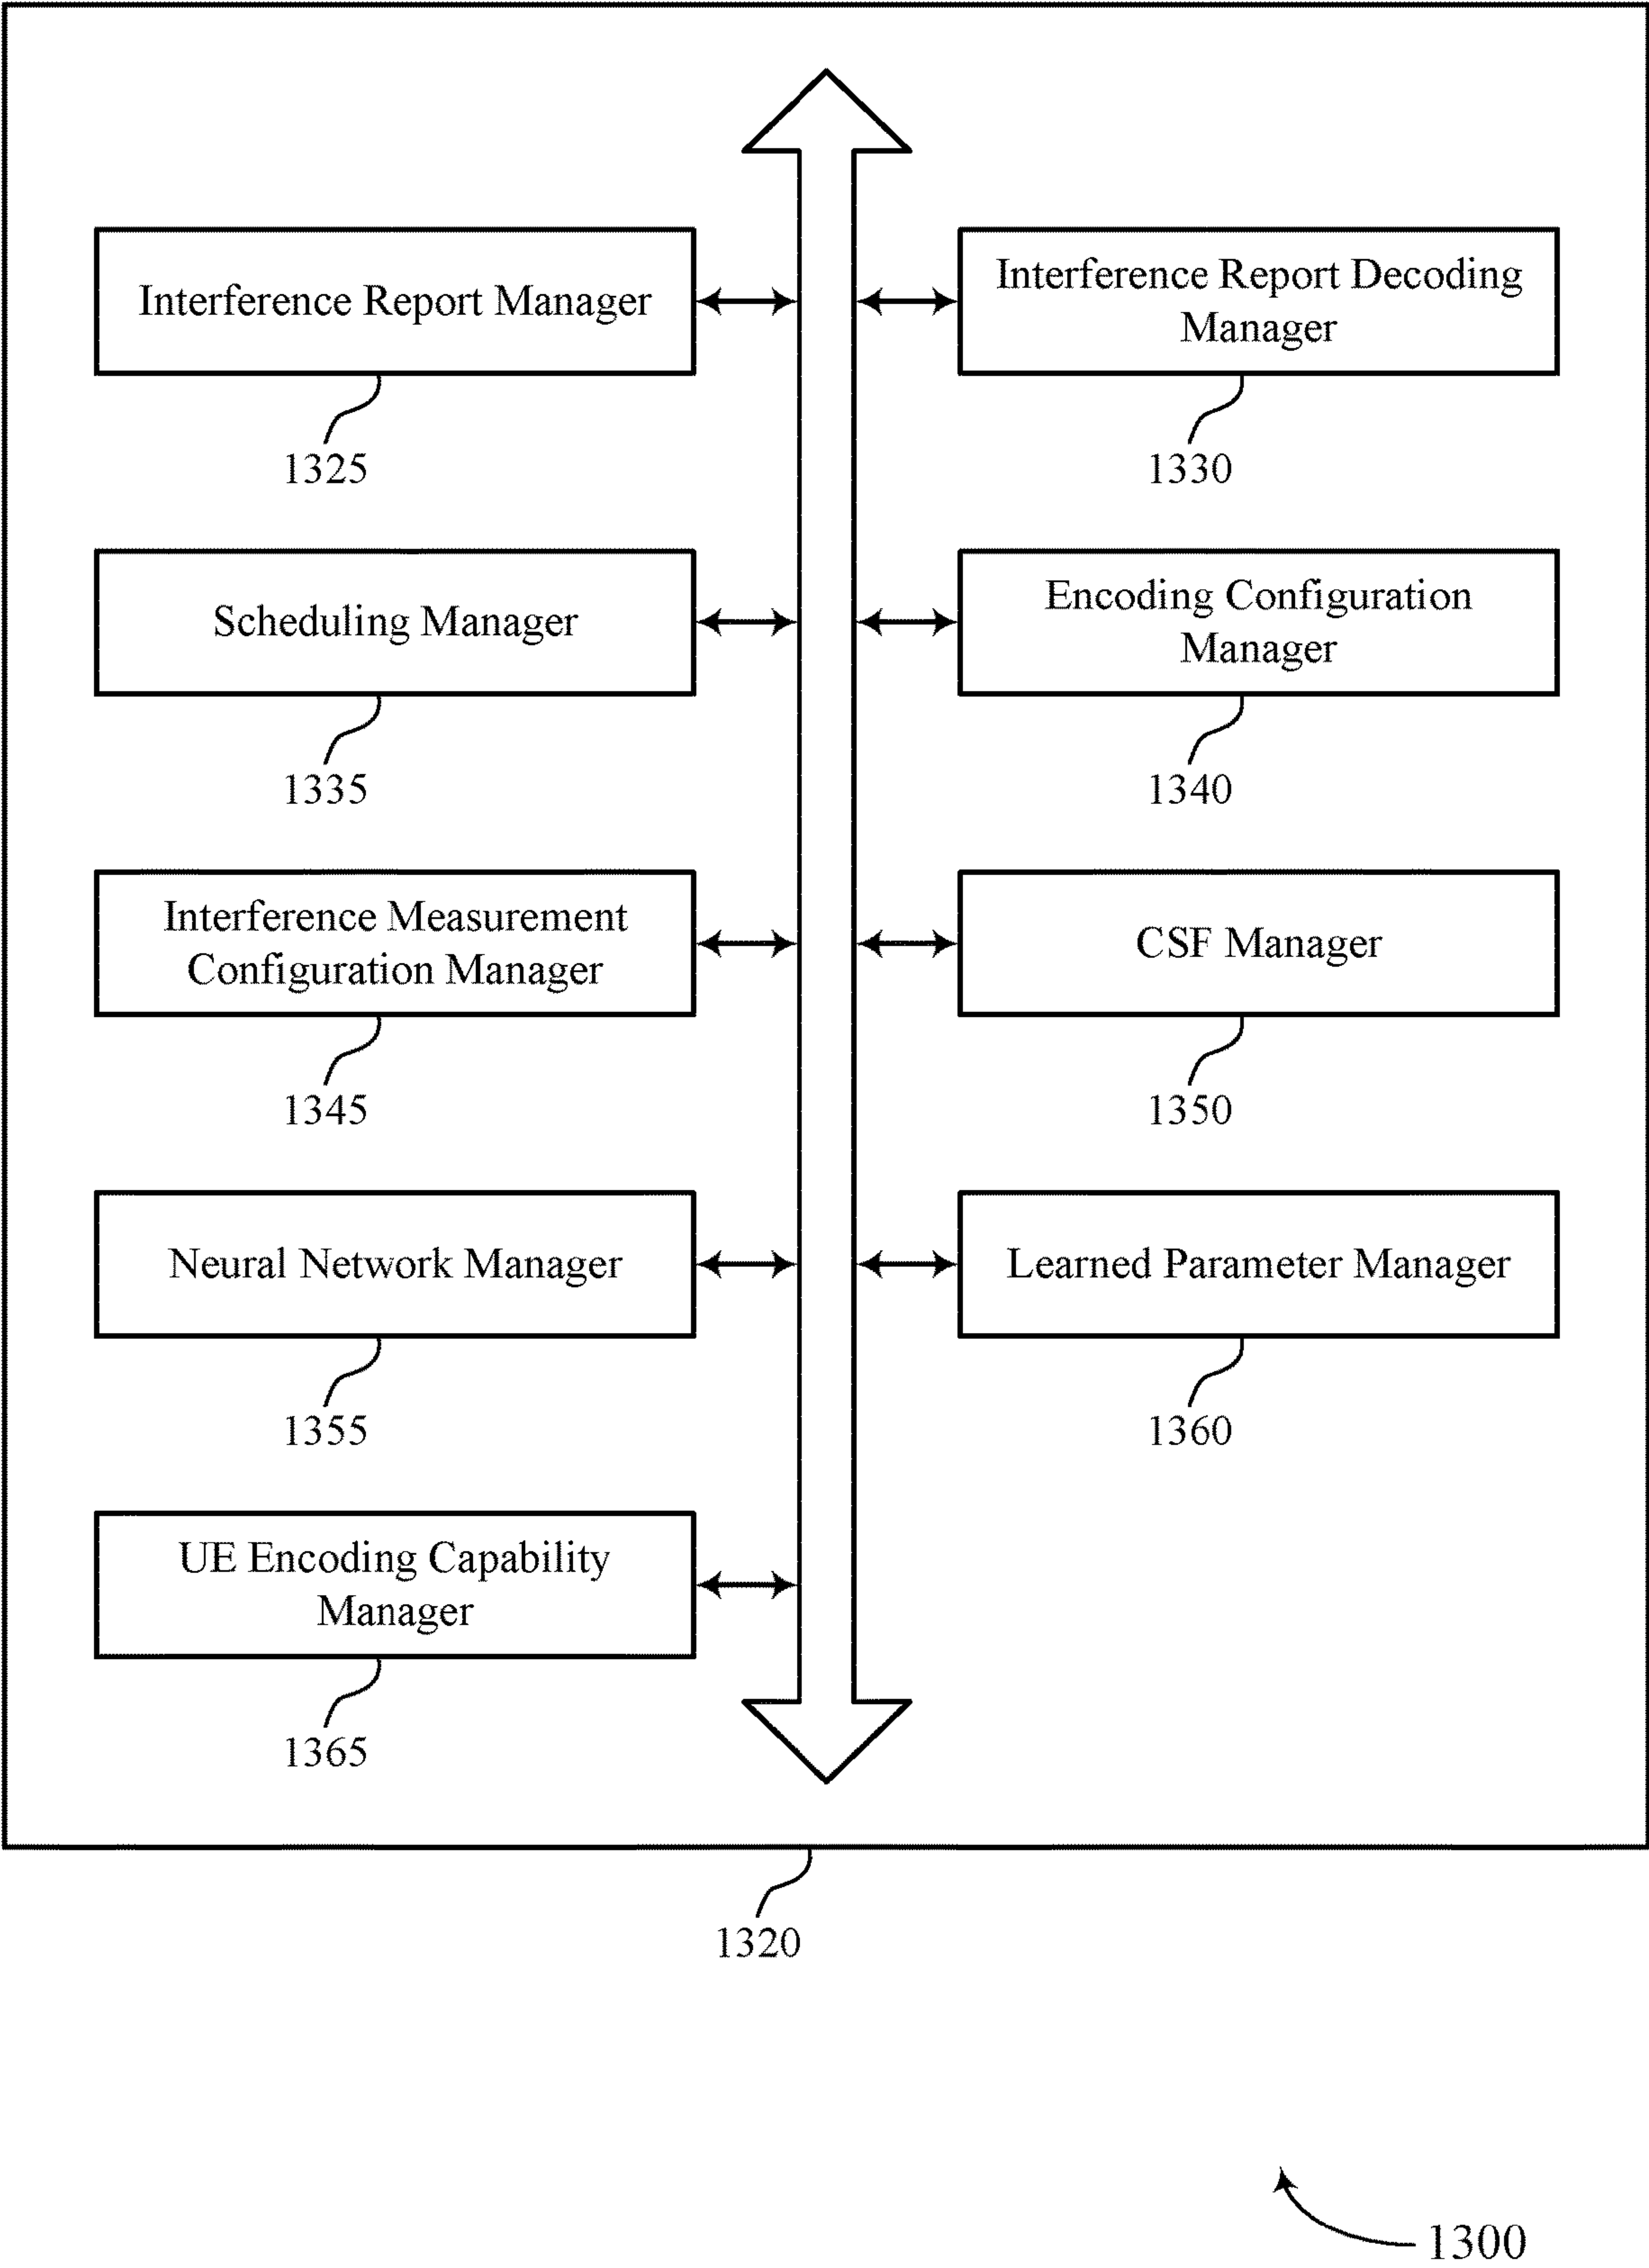 Interference Report Manager
1325
Interference Report Decoding
Manager
1330
Scheduling Manager
1335
Encoding Configuration
Manager
1340
Interference Measurement
Configuration Manager
1345
CSF Manager
1350
Neural Network Manager
1355
Learned Parameter Manager
1360
UE Encoding Capability
Manager
1365
1320
1300